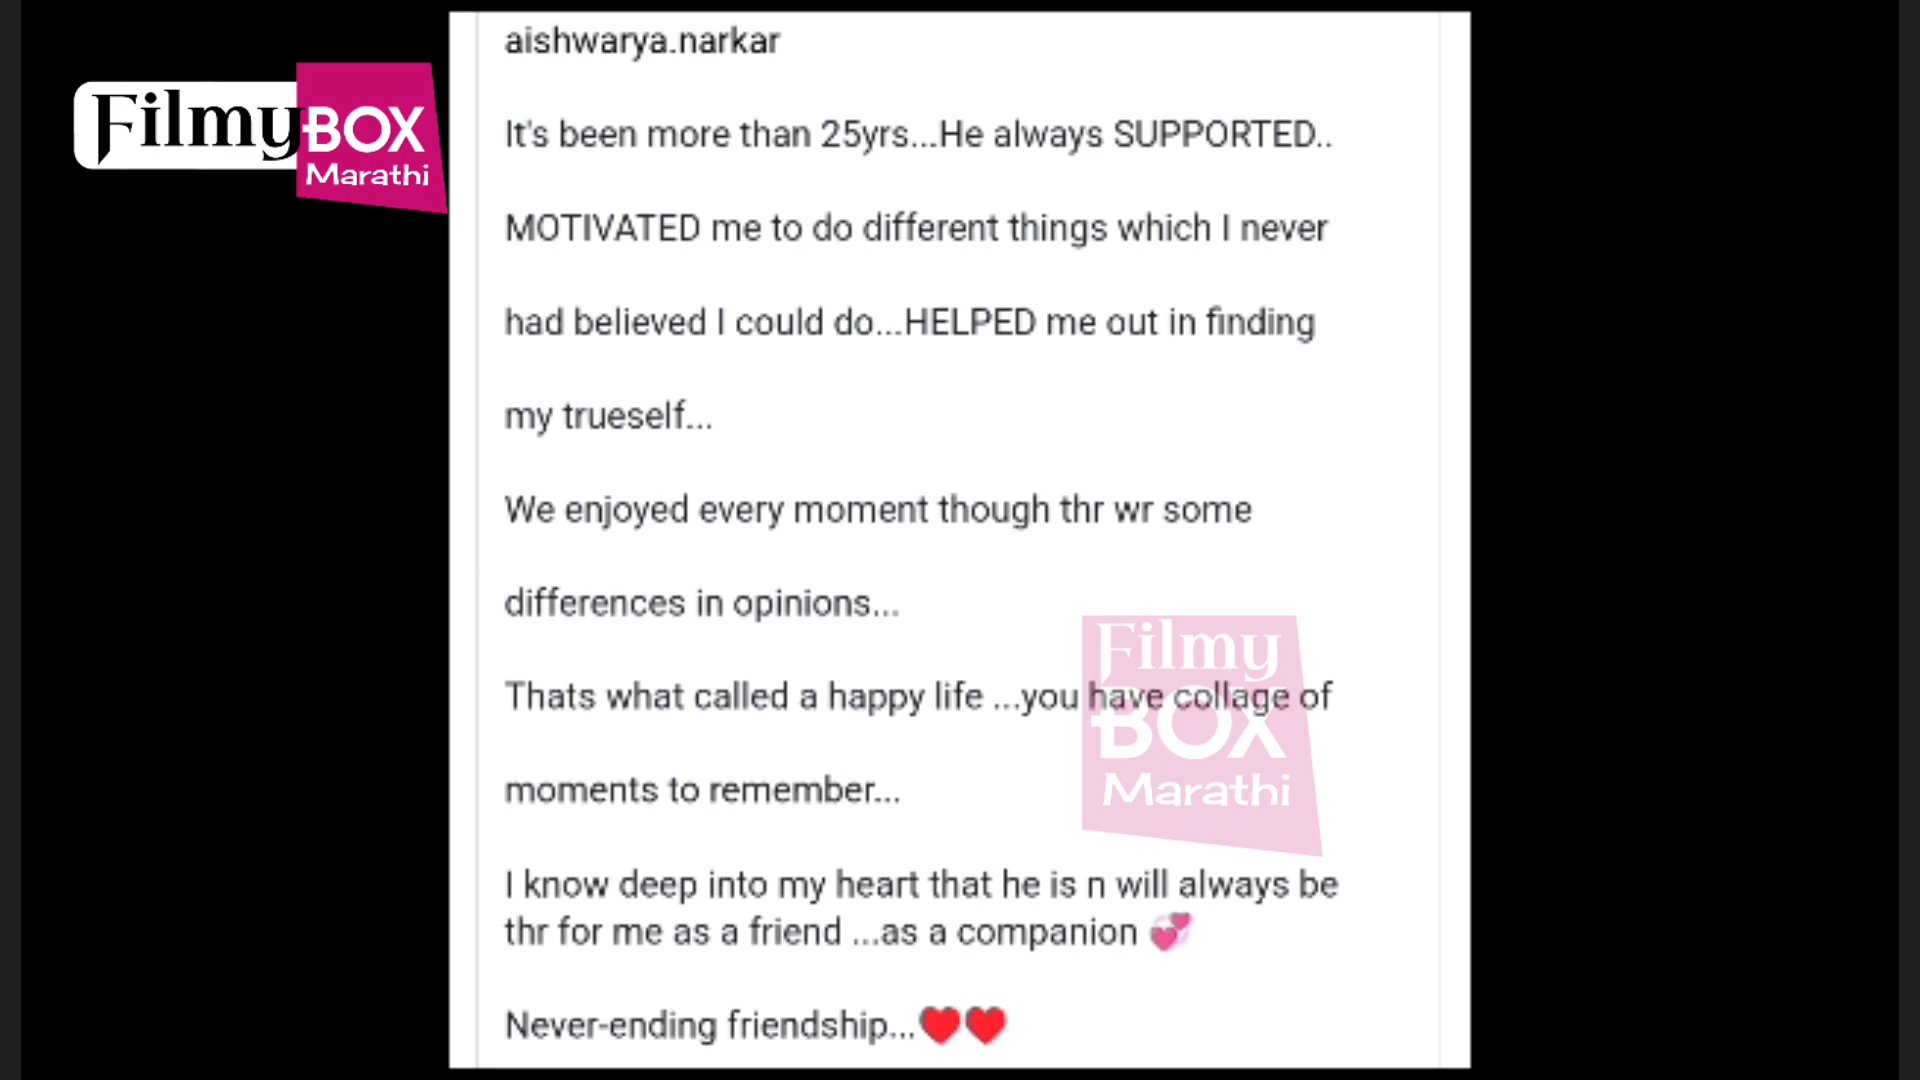 Filmy BOX
Marathi
aishwarya.narkar
It's been more than 25yrs...He always SUPPORTED..
MOTIVATED me to do different things which I never
had believed I could do...HELPED me out in finding
my trueself...
We enjoyed every moment though thr wr some
differences in opinions...
Thats what called a happy life ...you have collage of
moments to remember...
I know deep into my heart that he is n will always be
thr for me as a friend ...as a companion 💞
Never-ending friendship...♥♥
Filmy
BOX
Marathi